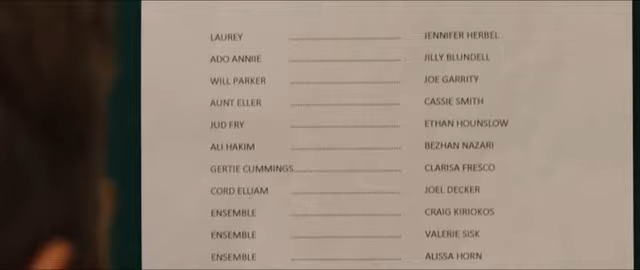 LAUREY ........ JENNIFER HERBEL
ADO ANNIIE ........ JILLY BLUNDELL
WILL PARKER ........ JOE GARRITY
AUNT ELLER ........ CASSIE SMITH
JUD FRY ........ ETHAN HOUNSLOW
ALI HAKIM ........ BEZHAN NAZARI
GERTIE CUMMINGS ........ CLARISA FRESCO
CORD ELLIAM ........ JOEL DECKER
ENSEMBLE ........ CRAIG KIRIOKOS
ENSEMBLE ........ VALERIE SISK
ENSEMBLE ........ ALISSA HORN